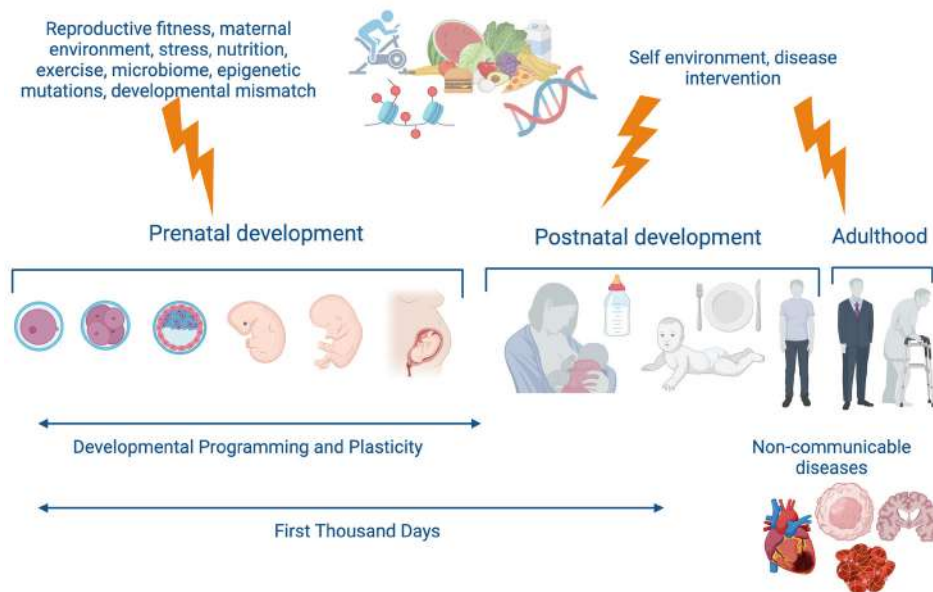 Reproductive fitness, maternal
environment, stress, nutrition,
exercise, microbiome, epigenetic
mutations, developmental mismatch
Self environment, disease
intervention
Prenatal development
Postnatal development
Adulthood
Developmental Programming and Plasticity
First Thousand Days
Non-communicable
diseases